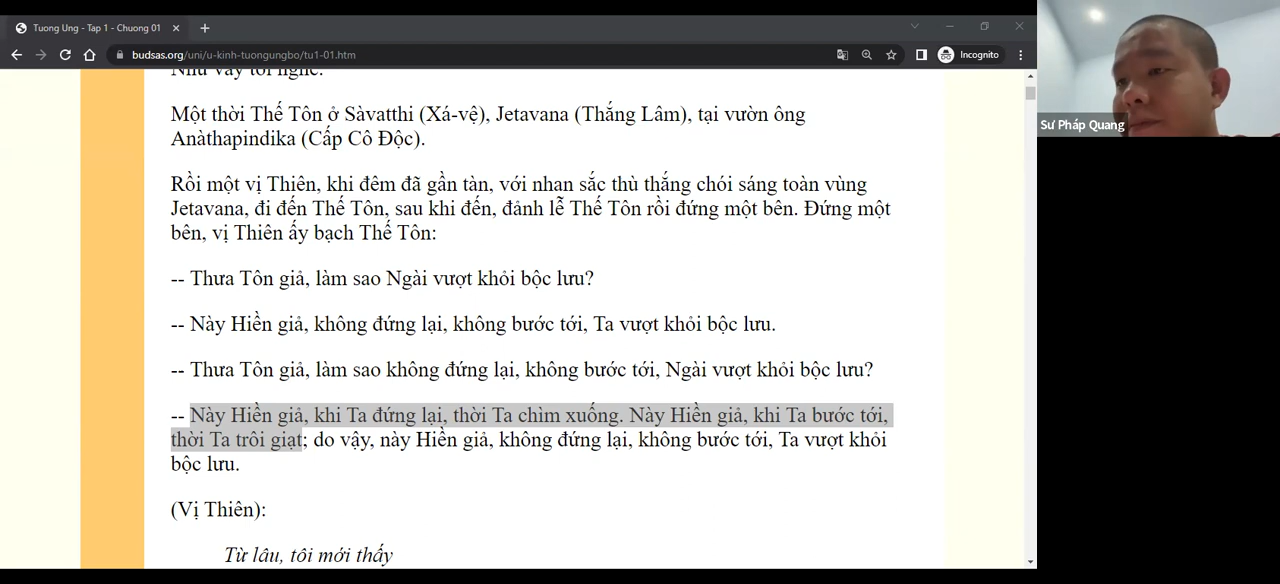 Tuong Ung - Tap 1 - Chuong 01
budsas.org/uni/u-kinh-tuongungbo/tu1-01.htm
Incognito
Như vầy tôi nghe.
Một thời Thế Tôn ở Sàvatthi (Xá-vệ), Jetavana (Thắng Lâm), tại vườn ông
Anàthapindika (Cấp Cô Độc).
Rồi một vị Thiên, khi đêm đã gần tàn, với nhan sắc thù thắng chói sáng toàn vùng
Jetavana, đi đến Thế Tôn, sau khi đến, đảnh lễ Thế Tôn rồi đứng một bên. Đứng một
bên, vị Thiên ấy bạch Thế Tôn:
-- Thưa Tôn giả, làm sao Ngài vượt khỏi bộc lưu?
-- Này Hiền giả, không đứng lại, không bước tới, Ta vượt khỏi bộc lưu.
-- Thưa Tôn giả, làm sao không đứng lại, không bước tới, Ngài vượt khỏi bộc lưu?
-- Này Hiền giả, khi Ta đứng lại, thời Ta chìm xuống. Này Hiền giả, khi Ta bước tới,
thời Ta trôi giạt; do vậy, này Hiền giả, không đứng lại, không bước tới, Ta vượt khỏi
bộc lưu.
(Vị Thiên):
Từ lâu, tôi mới thấy
Sư Pháp Quang